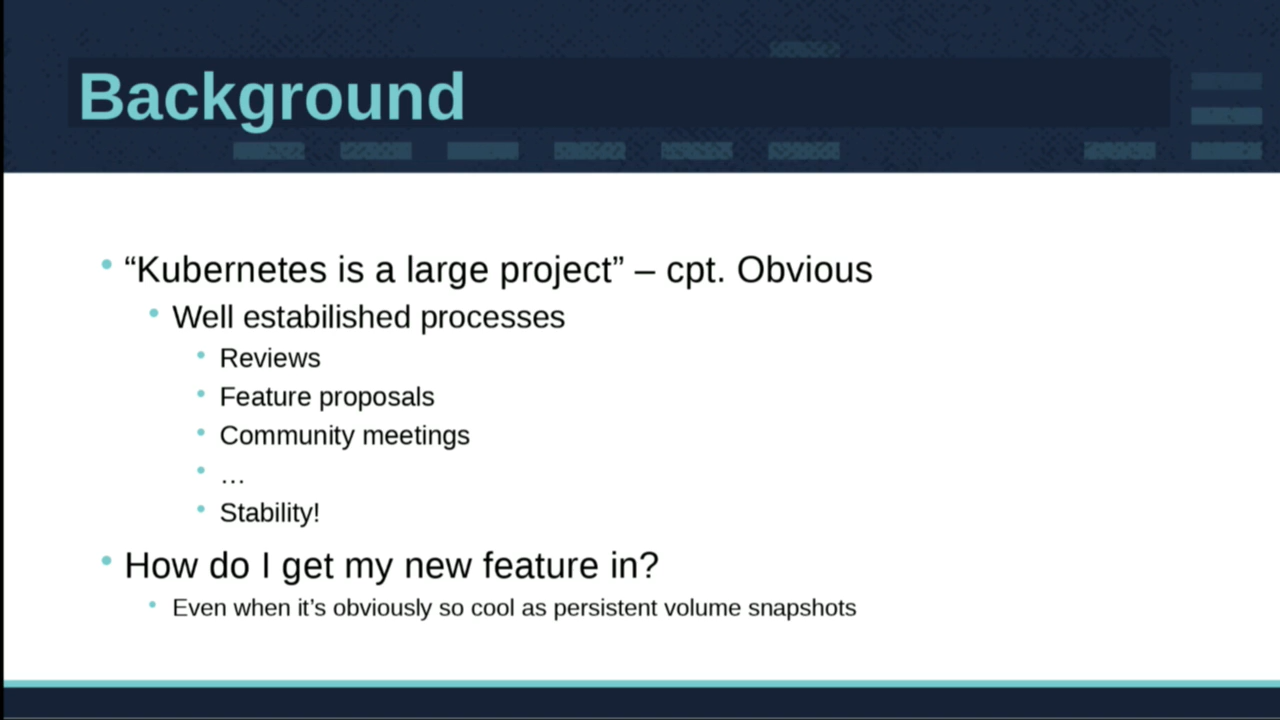 Background
• “Kubernetes is a large project” – cpt. Obvious
• Well estabilished processes
• Reviews
• Feature proposals
• Community meetings
• …
• Stability!
• How do I get my new feature in?
• Even when it’s obviously so cool as persistent volume snapshots